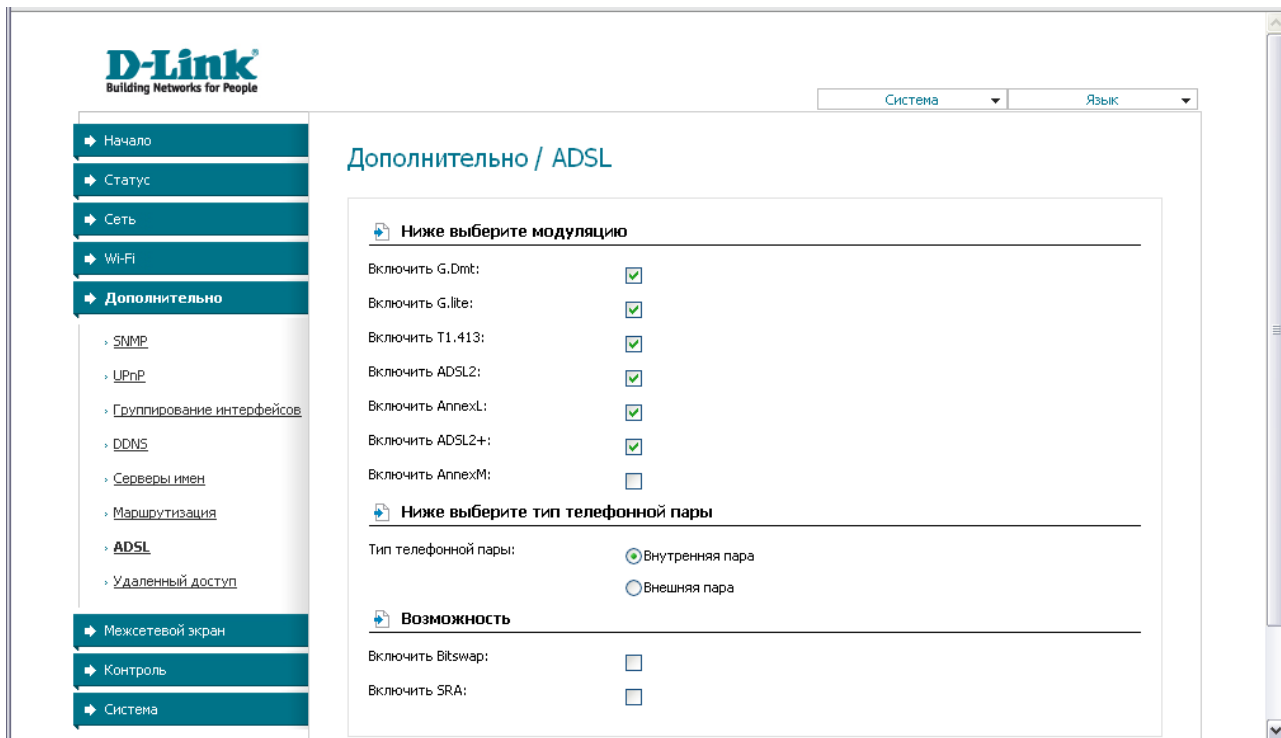 D-Link
Building Networks for People
Система
Язык
Начало
Статус
Сеть
Wi-Fi
Дополнительно
SNMP
UPnP
Группирование интерфейсов
DDNS
Серверы имен
Маршрутизация
ADSL
Удаленный доступ
Межсетевой экран
Контроль
Система
Дополнительно / ADSL
Ниже выберите модуляцию
Включить G.Dmt:
Включить G.lite:
Включить T1.413:
Включить ADSL2:
Включить AnnexL:
Включить ADSL2+:
Включить AnnexM:
Ниже выберите тип телефонной пары
Тип телефонной пары:
Внутренняя пара
Внешняя пара
Возможность
Включить Bitswap:
Включить SRA: